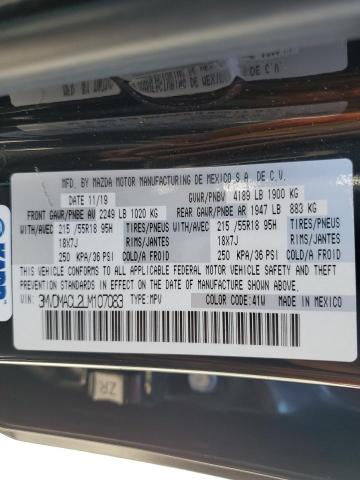 MFD. BY MAZDA MOTOR MANUFACTURING DE MEXICO S.A. DE C.V.
DATE 11/19 GVWR/PNBV 4189 LB 1900 KG
FRONT GAWR/PNBE AV 2249 LB 1020 KG REAR GAWR/PNBE AR 1947 LB 883 KG
WITH/AVEC 215 /55R18 95H TIRES/PNEUS WITH/AVEC 215 /55R18 95H TIRES/PNEUS
18X7J RIMS/JANTES 18X7J RIMS/JANTES
250 KPA/36 PSI COLD/A FROID 250 KPA/36 PSI COLD/A FROID
THIS VEHICLE CONFORMS TO ALL APPLICABLE FEDERAL MOTOR VEHICLE SAFETY, BUMPER, AND THEFT
PREVENTION STANDARDS IN EFFECT ON THE DATE OF MANUFACTURE SHOWN ABOVE.
VIN: 3MVDMACL2LM107083 TYPE: MPV COLOR CODE: 41W MADE IN MEXICO
ZR